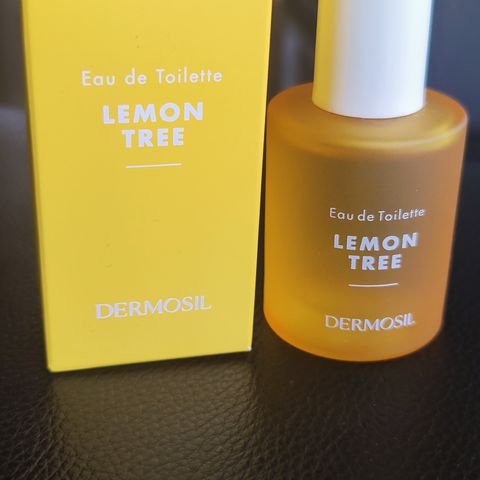 Eau de Toilette
LEMON
TREE
DERMOSIL
Eau de Toilette
LEMON
TREE
DERMOSIL